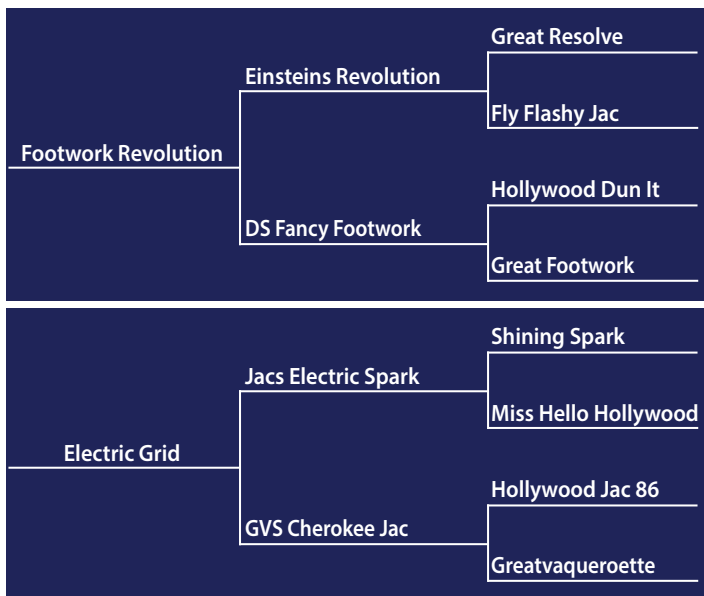 Great Resolve
Einsteins Revolution
Fly Flashy Jac
Footwork Revolution
Hollywood Dun It
DS Fancy Footwork
Great Footwork
Shining Spark
Jacs Electric Spark
Miss Hello Hollywood
Electric Grid
Hollywood Jac 86
GVS Cherokee Jac
Greatvaqueroette